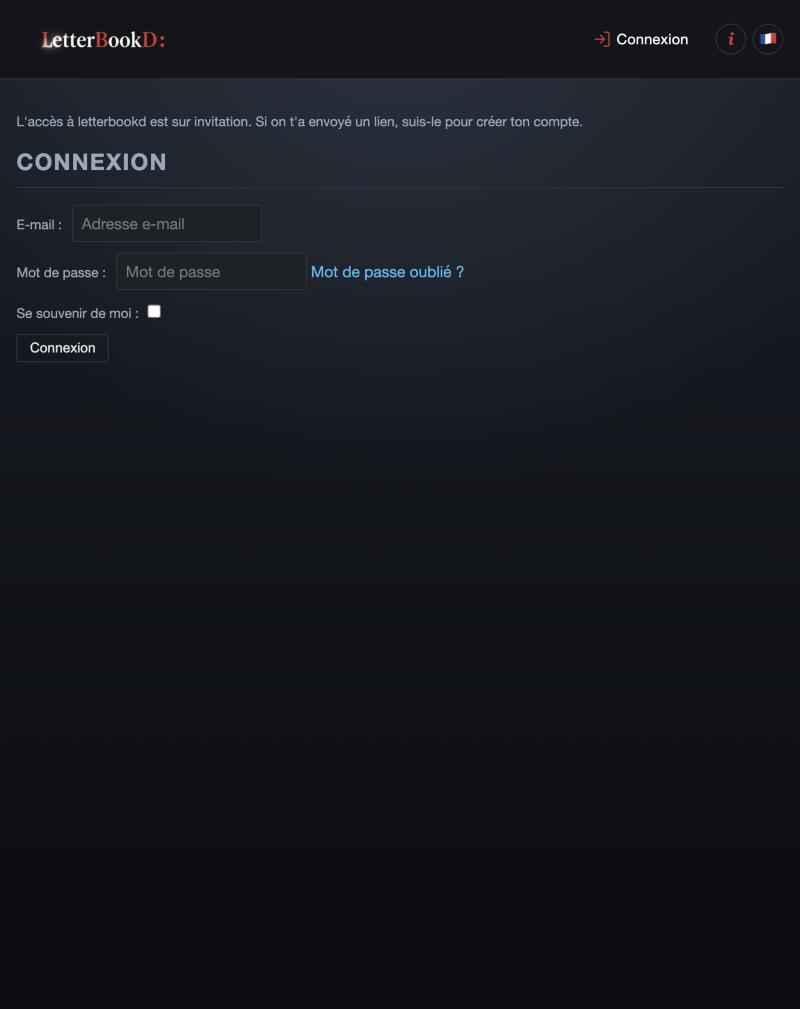 LetterBookD:
Connexion
i
L'accès à letterbookd est sur invitation. Si on t'a envoyé un lien, suis-le pour créer ton compte.
CONNEXION
E-mail :
Adresse e-mail
Mot de passe :
Mot de passe
Mot de passe oublié ?
Se souvenir de moi :
Connexion